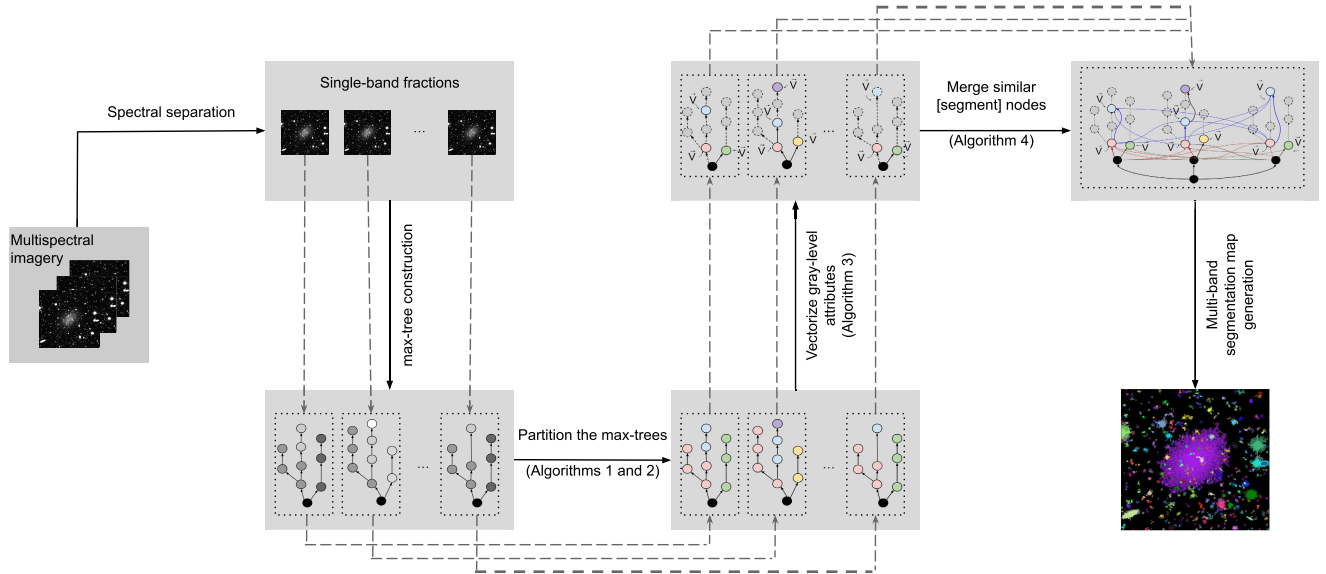 Multispectral
imagery
Spectral separation
Single-band fractions
...
max-tree construction
...
Partition the max-trees
(Algorithms 1 and 2)
...
Vectorize gray-level
attributes
(Algorithm 3)
V
V
V
V
V
V
V
V
V
V
...
Merge similar
[segment] nodes
(Algorithm 4)
V
V
V
V
V
V
V
V
...
Multi-band
segmentation map
generation